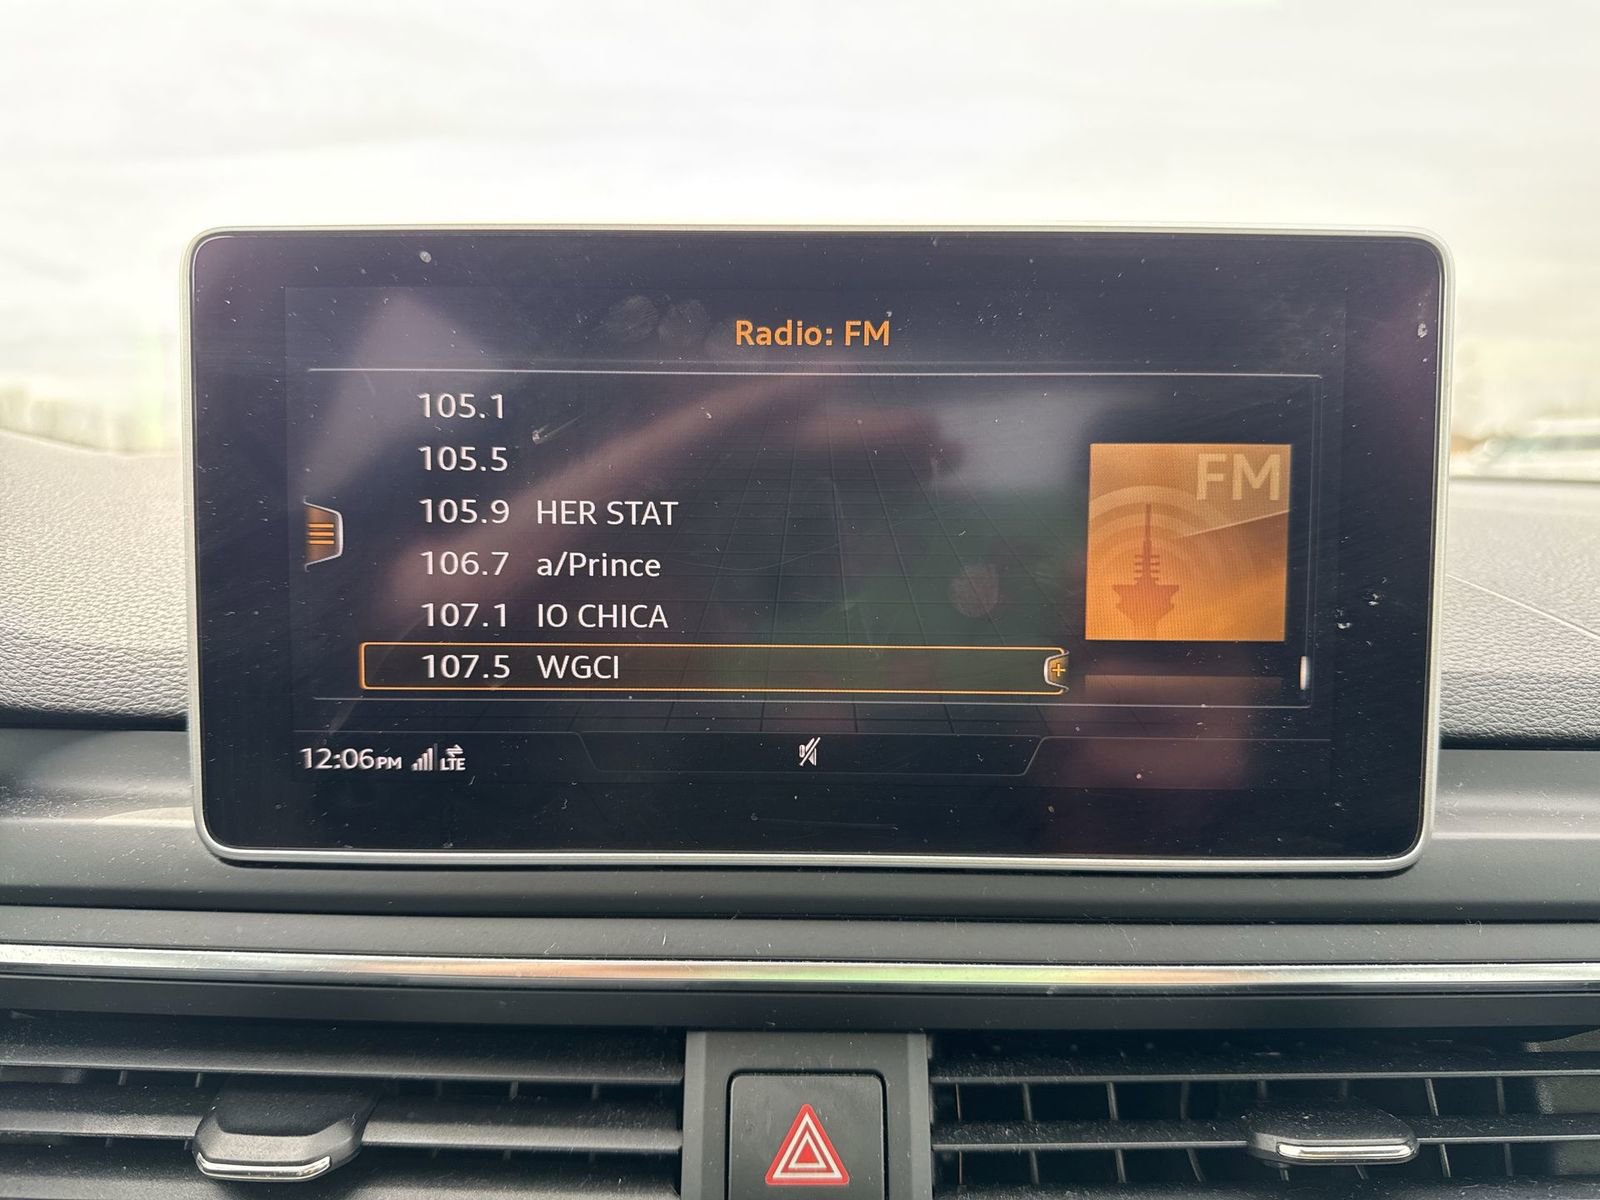 Radio: FM
105.1
105.5
105.9 HER STAT
106.7 a/Prince
107.1 IO CHICA
107.5 WGCI
FM
12:06PM LTE